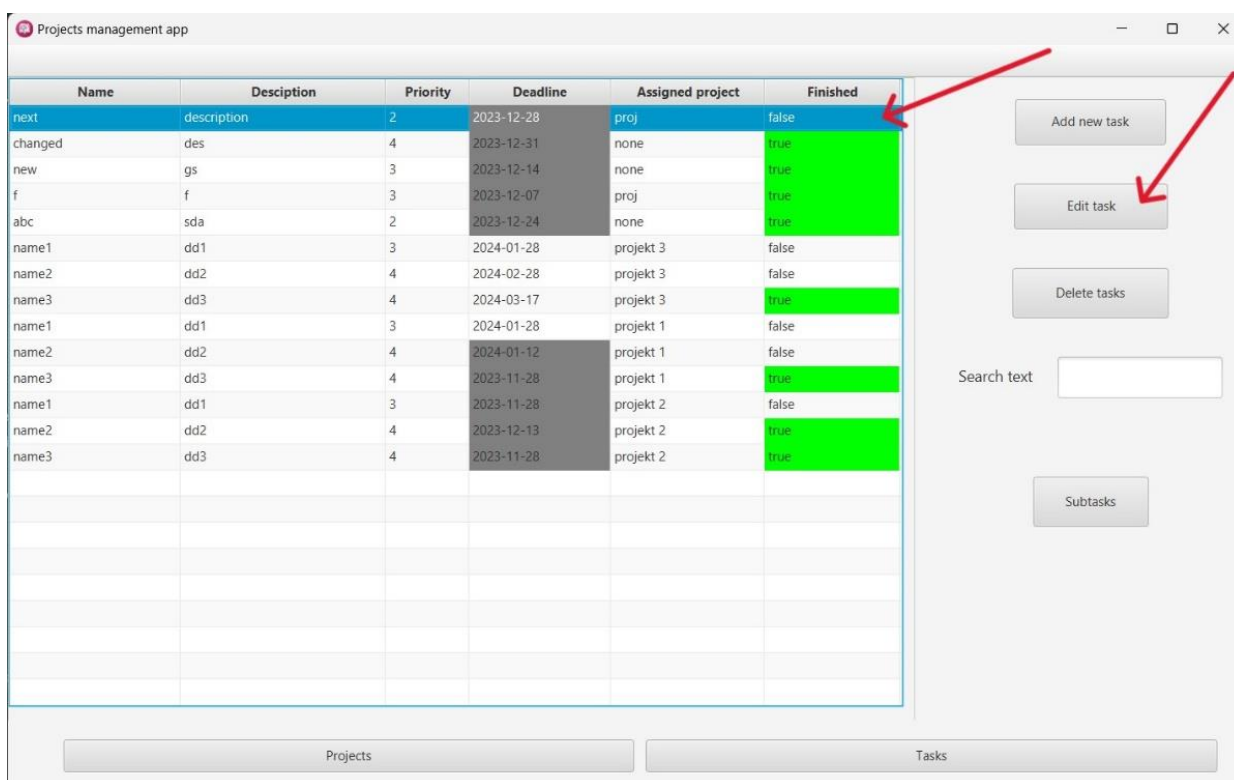 Projects management app
Name Desciption Priority Deadline Assigned project Finished
next description 2 2023-12-28 proj false
changed des 4 2023-12-31 none true
new gs 3 2023-12-14 none true
f f 3 2023-12-07 proj true
abc sda 2 2023-12-24 none true
name1 dd1 3 2024-01-28 projekt 3 false
name2 dd2 4 2024-02-28 projekt 3 false
name3 dd3 4 2024-03-17 projekt 3 true
name1 dd1 3 2024-01-28 projekt 1 false
name2 dd2 4 2024-01-12 projekt 1 false
name3 dd3 4 2023-11-28 projekt 1 true
name1 dd1 3 2023-11-28 projekt 2 false
name2 dd2 4 2023-12-13 projekt 2 true
name3 dd3 4 2023-11-28 projekt 2 true
Add new task
Edit task
Delete tasks
Search text
Subtasks
Projects
Tasks